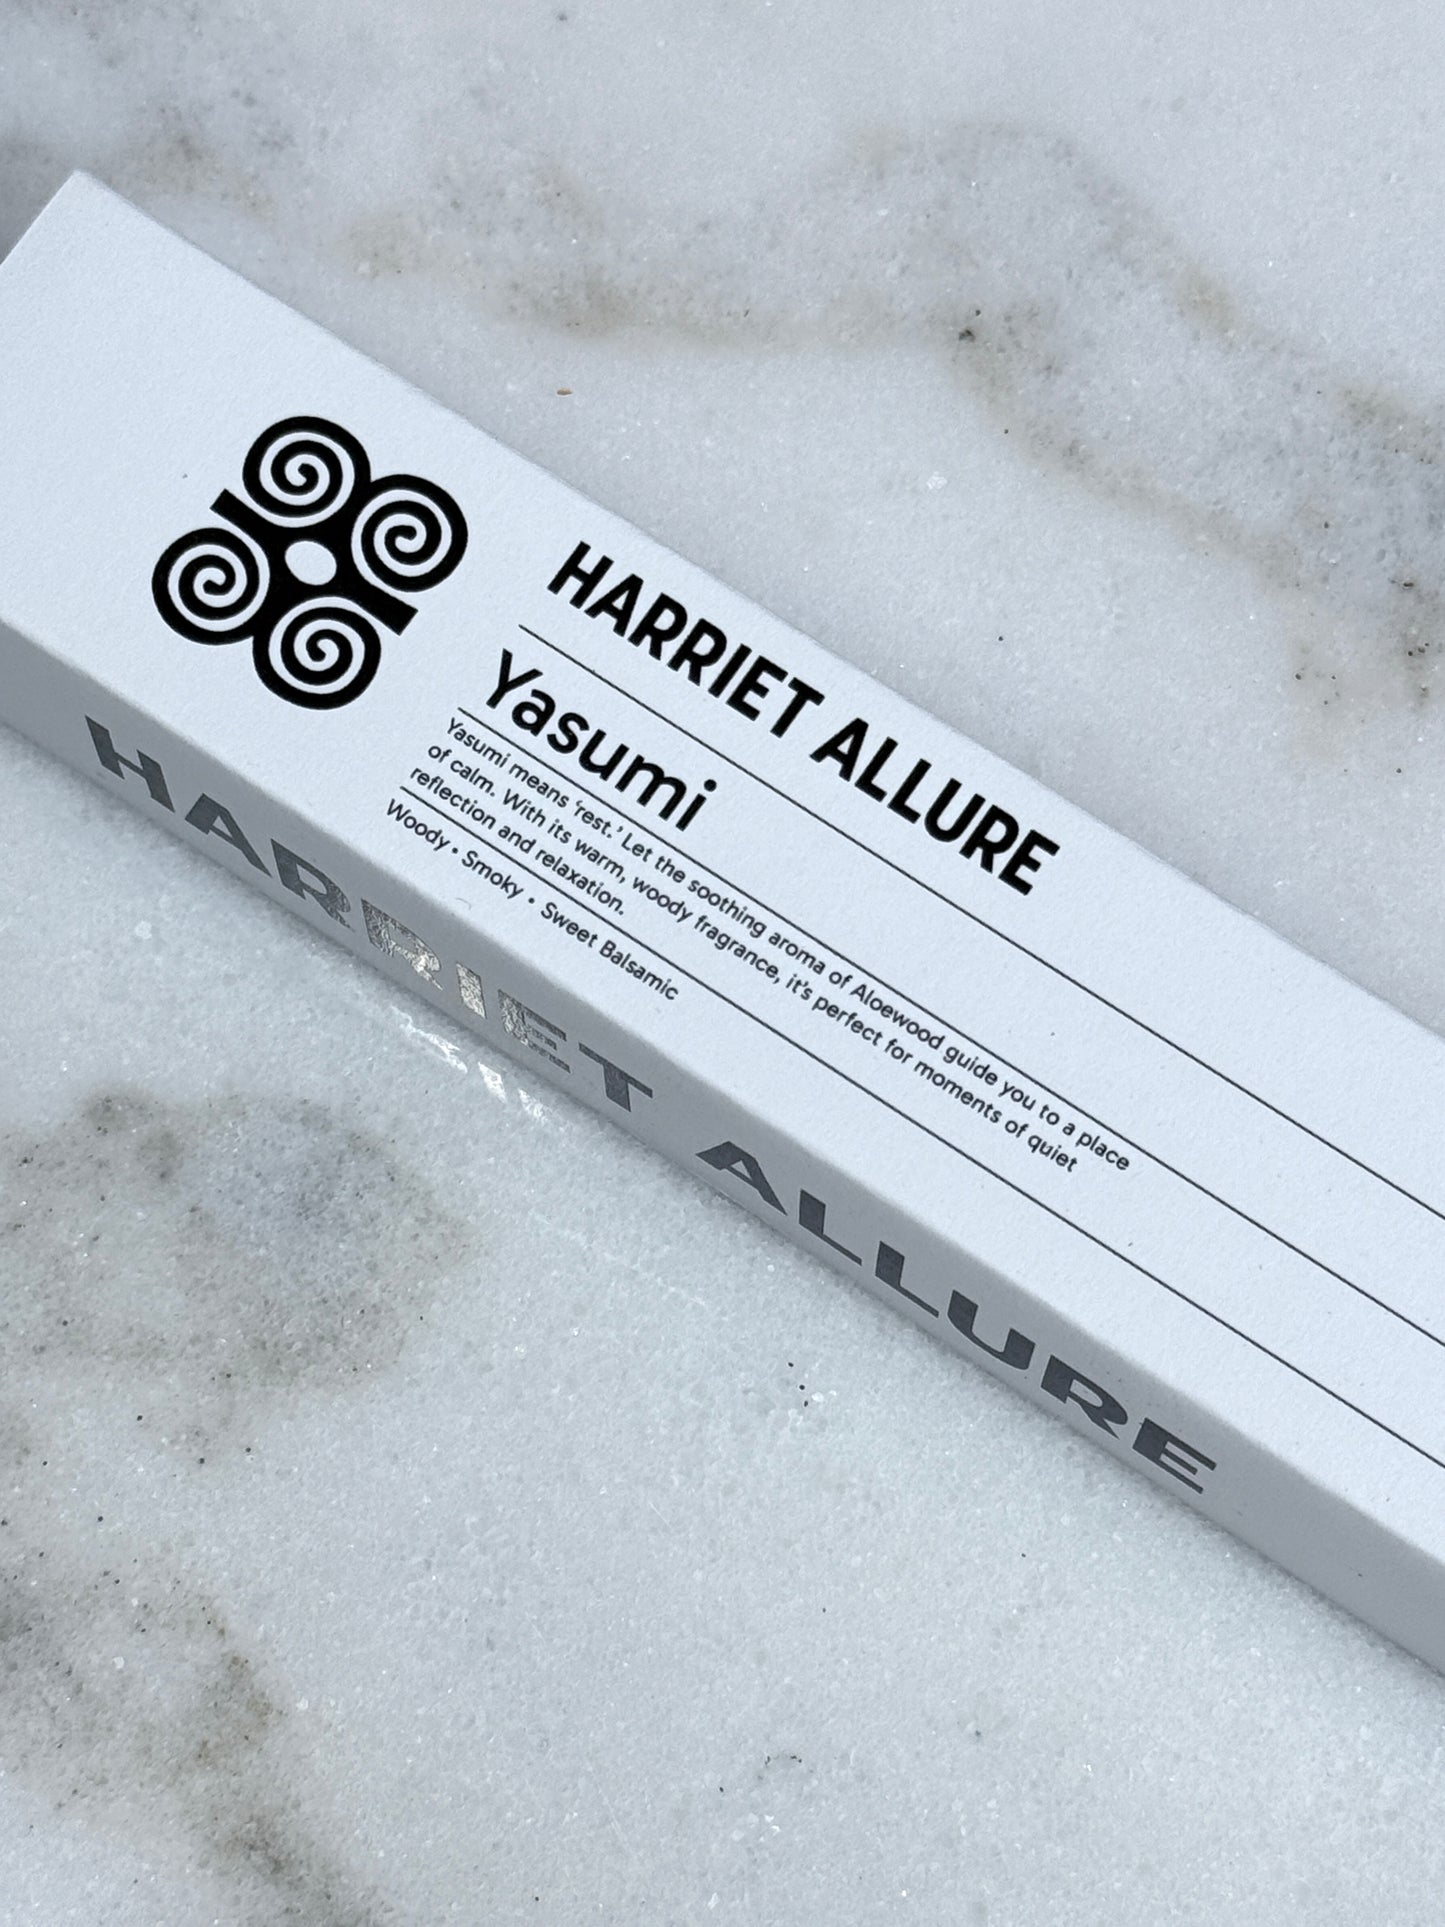 HARRIET ALLURE
Yasumi
Yasumi means ‘rest.’ Let the soothing aroma of Aloewood guide you to a place
of calm. With its warm, woody fragrance, it’s perfect for moments of quiet
reflection and relaxation.
Woody • Smoky • Sweet Balsamic
HARRIET ALLURE